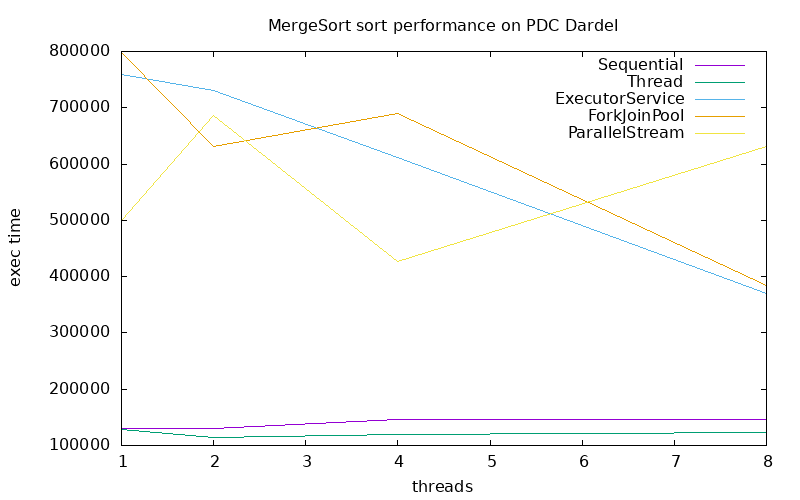 MergeSort sort performance on PDC Dardel
800000
700000
600000
500000
400000
300000
200000
100000
exec time
Sequential
Thread
ExecutorService
ForkJoinPool
ParallelStream
1 2 3 4 5 6 7 8
threads